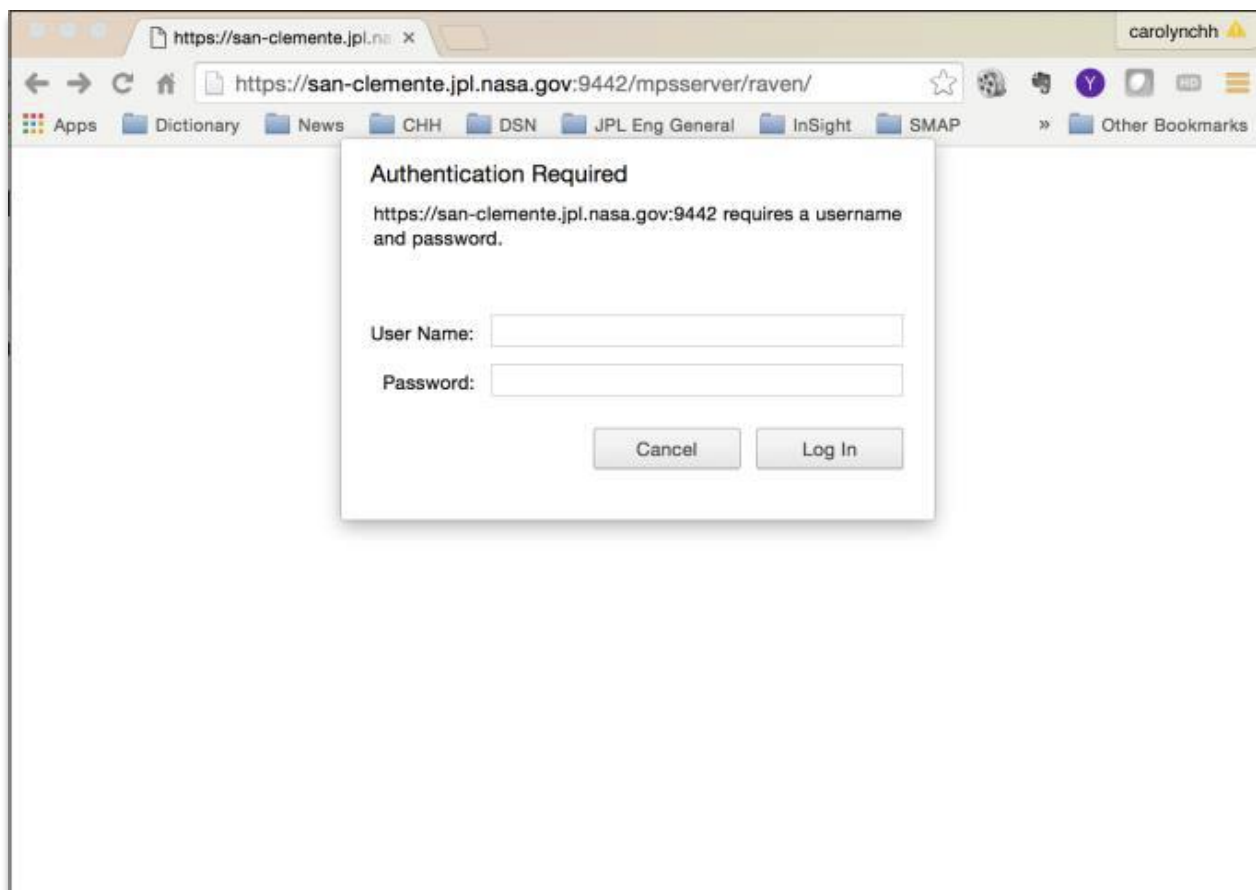 https://san-clemente.jpl.na
carolynchh
https://san-clemente.jpl.nasa.gov:9442/mpsserver/raven/
Y
HD
Apps Dictionary News CHH DSN JPL Eng General InSight SMAP » Other Bookmarks
Authentication Required
https://san-clemente.jpl.nasa.gov:9442 requires a username
and password.
User Name:
Password:
Cancel Log In